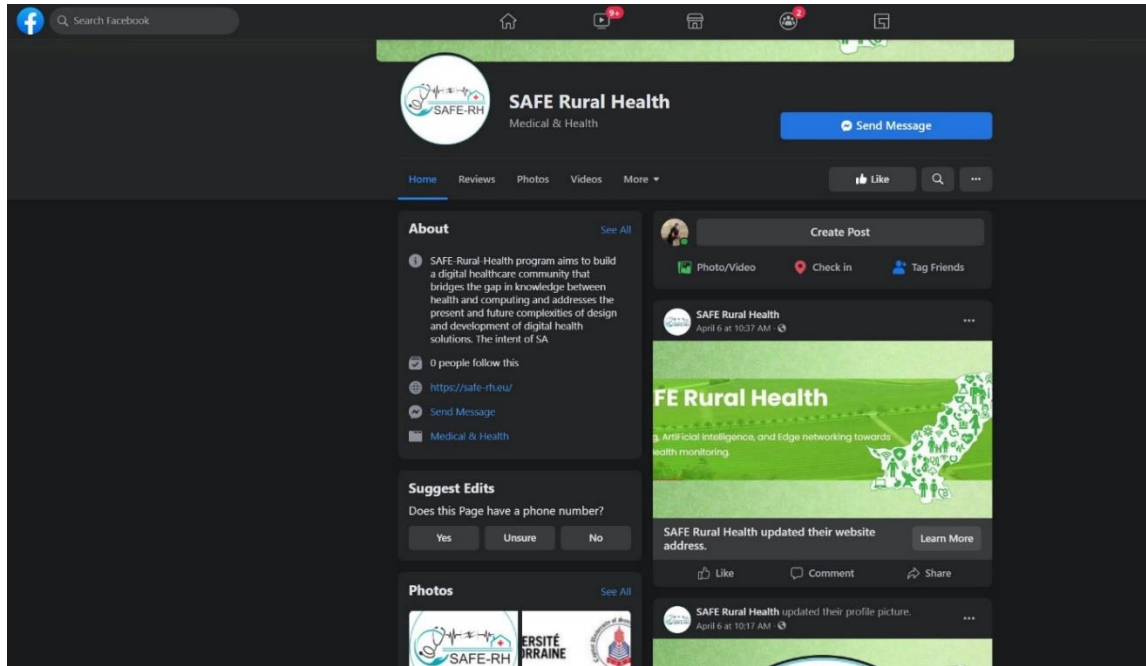 Search Facebook
9+
2
SAFE-RH
SAFE Rural Health
Medical & Health
Send Message
Home
Reviews
Photos
Videos
More
Like
About
See All
SAFE-Rural-Health program aims to build
a digital healthcare community that
bridges the gap in knowledge between
health and computing and addresses the
present and future complexities of design
and development of digital health
solutions. The intent of SA
0 people follow this
https://safe-rh.eu/
Send Message
Medical & Health
Suggest Edits
Does this Page have a phone number?
Yes
Unsure
No
Photos
See All
SAFE-RH
ERSITÉ
ORRAINE
Create Post
Photo/Video
Check in
Tag Friends
SAFE Rural Health
April 6 at 10:37 AM ·
FE Rural Health
g, ArtiFicial intelligence, and Edge networking towards
ealth monitoring.
SAFE Rural Health updated their website
address.
Learn More
Like
Comment
Share
SAFE Rural Health updated their profile picture.
April 6 at 10:17 AM ·